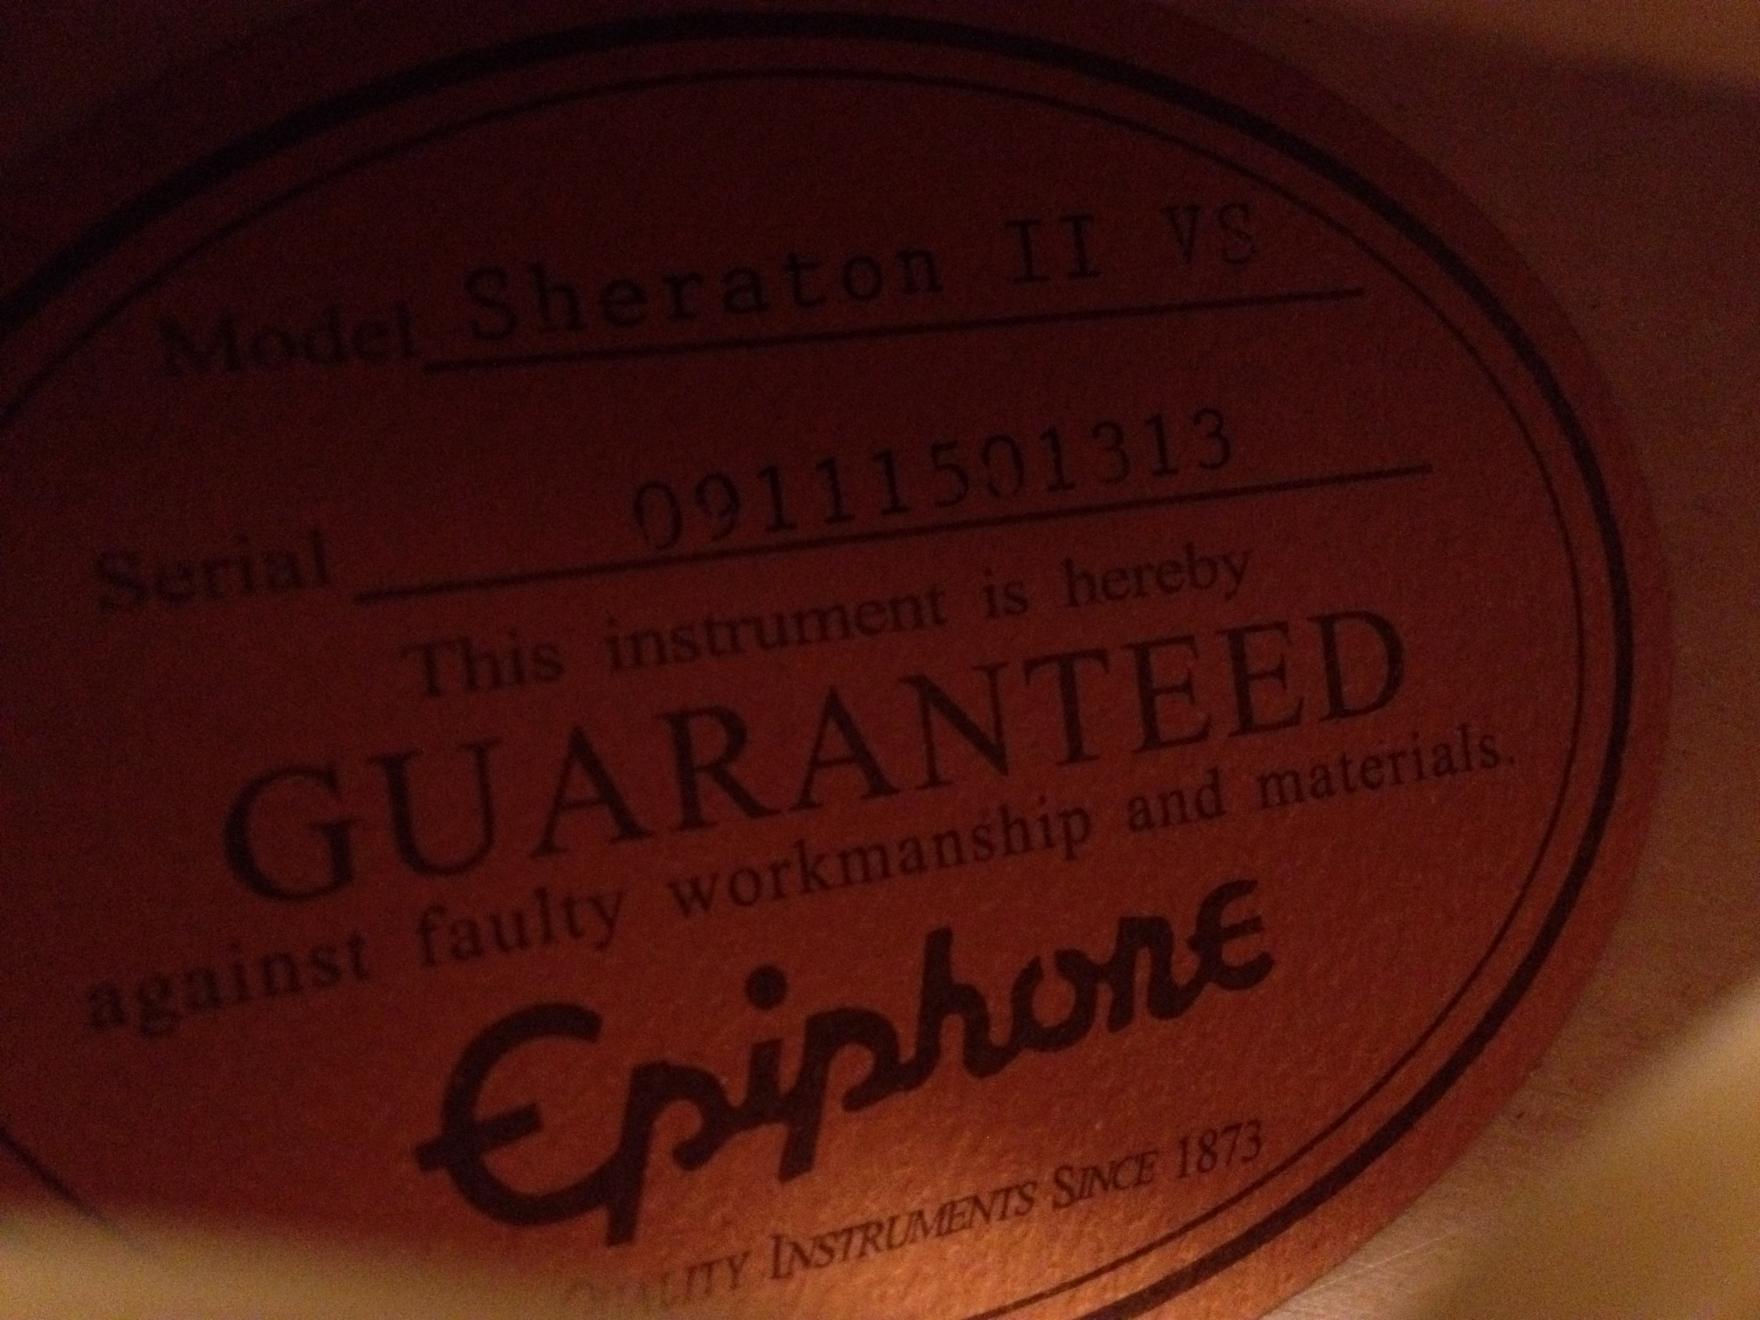 Model Sheraton II VS
Serial 09111501313
This instrument is hereby
GUARANTEED
against faulty workmanship and materials.
Epiphone
QUALITY INSTRUMENTS SINCE 1873